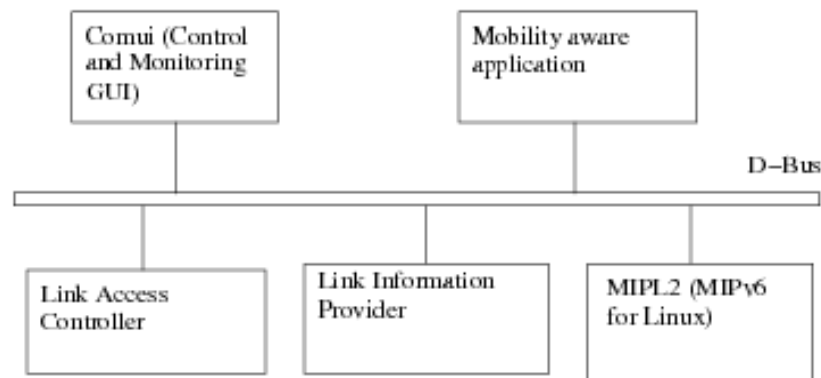 Comui (Control
and Monitoring
GUI)
Mobility aware
application
D-Bus
Link Access
Controller
Link Information
Provider
MIPL2 (MIPv6
for Linux)